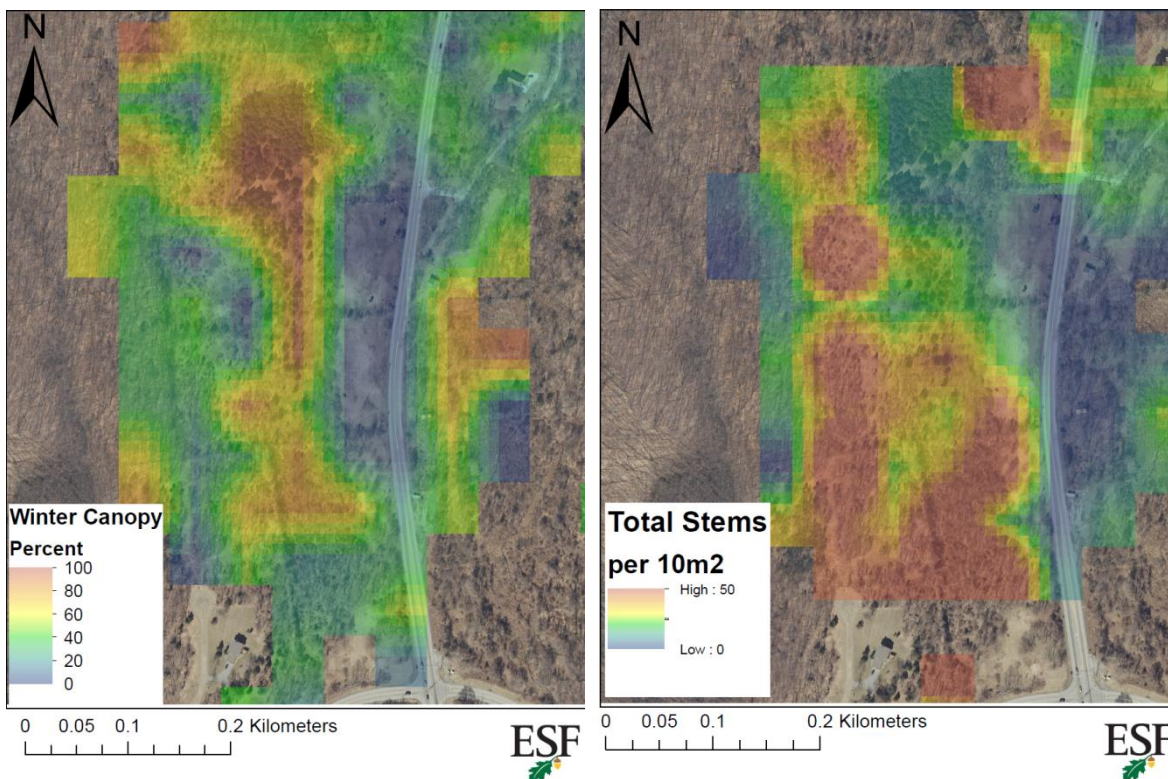 N
Winter Canopy
Percent
100
80
60
40
20
0
0 0.05 0.1 0.2 Kilometers
ESF
N
Total Stems
per 10m2
High : 50
Low : 0
0 0.05 0.1 0.2 Kilometers
ESF